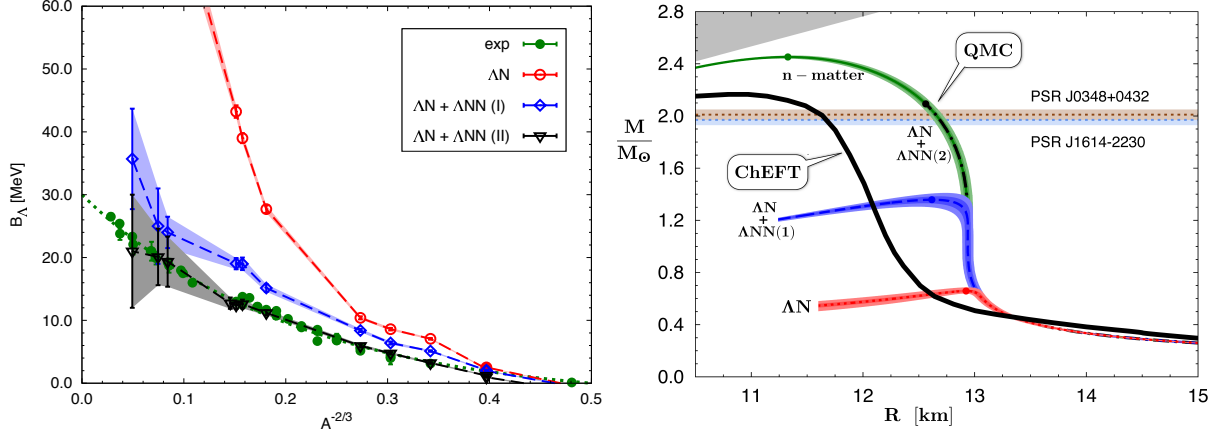 B_Λ [MeV]
60.0
50.0
40.0
30.0
20.0
10.0
0.0
0.0
0.1
0.2
0.3
0.4
0.5
A^{-2/3}
exp
ΛN
ΛN + ΛNN (I)
ΛN + ΛNN (II)
M
M_⊙
2.8
2.4
2.0
1.6
1.2
0.8
0.4
0.0
11
12
13
14
15
R [km]
QMC
n − matter
PSR J0348+0432
PSR J1614-2230
ΛN
+
ΛNN(2)
ChEFT
ΛN
+
ΛNN(1)
ΛN